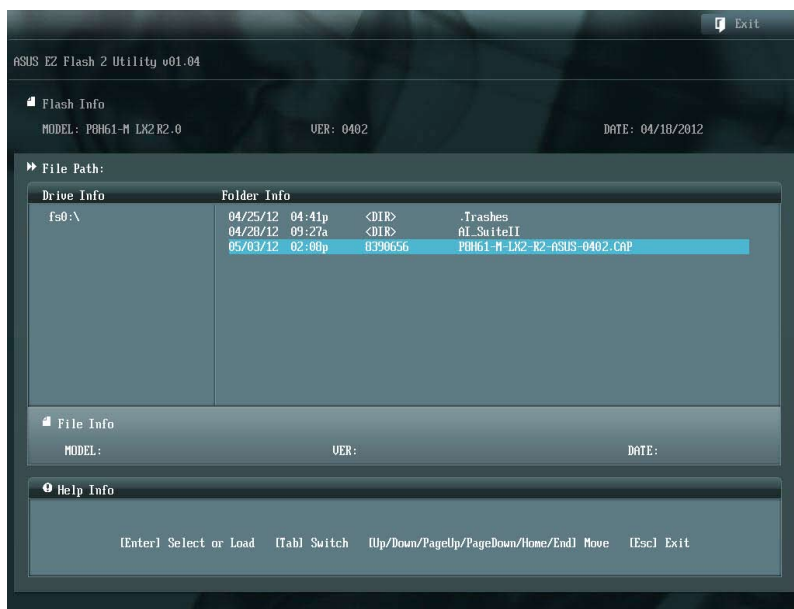 Exit
ASUS EZ Flash 2 Utility v01.04
Flash Info
MODEL: P8H61-M LX2 R2.0 VER: 0402 DATE: 04/18/2012
File Path:
Drive Info Folder Info
fs0:\ 04/25/12 04:41p <DIR> .Trashes
04/28/12 09:27a <DIR> AI_SuiteII
05/03/12 02:08p 8390656 P8H61-M-LX2-R2-ASUS-0402.CAP
File Info
MODEL: VER: DATE:
Help Info
[Enter] Select or Load [Tab] Switch [Up/Down/PageUp/PageDown/Home/End] Move [Esc] Exit